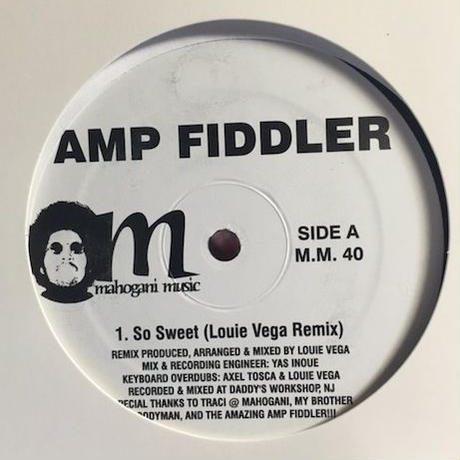 AMP FIDDLER
m
mahogani music
SIDE A
M.M. 40
1. So Sweet (Louie Vega Remix)
REMIX PRODUCED, ARRANGED & MIXED BY LOUIE VEGA
MIX & RECORDING ENGINEER: YAS INOUE
KEYBOARD OVERDUBS: AXEL TOSCA & LOUIE VEGA
RECORDED & MIXED AT DADDY'S WORKSHOP, NJ
PECIAL THANKS TO TRACI @ MAHOGANI, MY BROTHER
ODYMAN, AND THE AMAZING AMP FIDDLER!!!